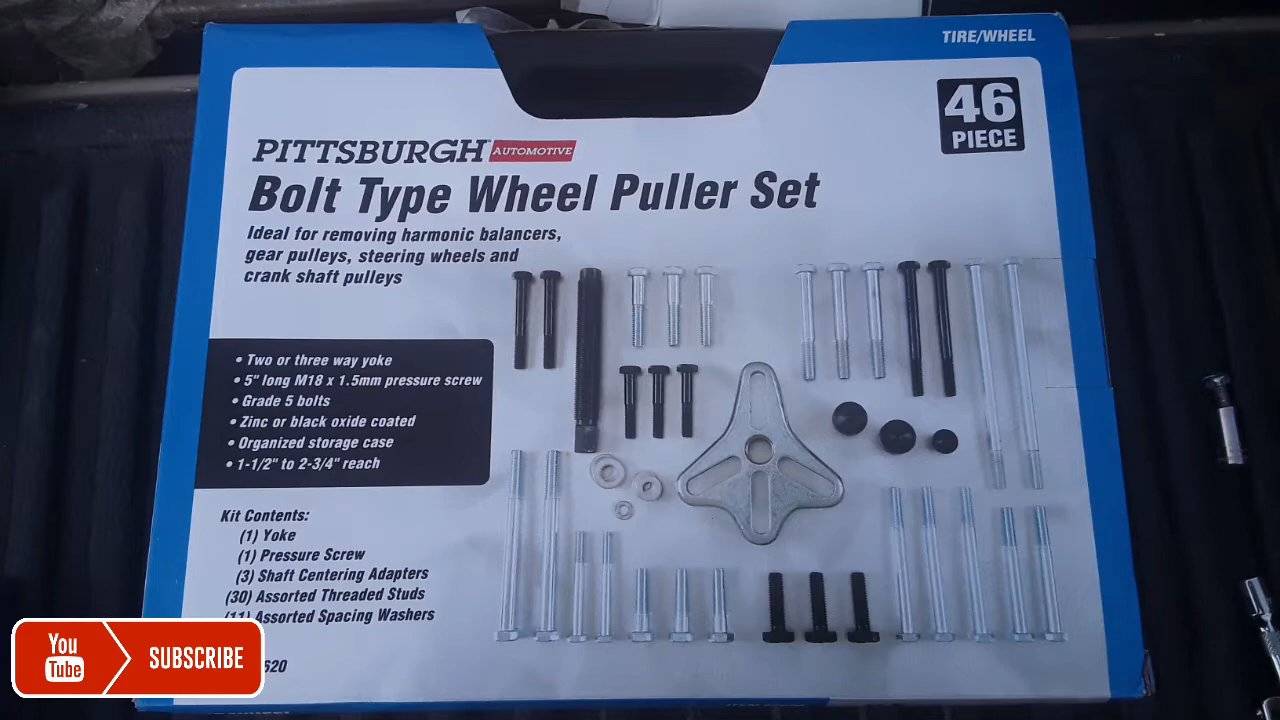 TIRE/WHEEL
46
PIECE
PITTSBURGH AUTOMOTIVE
Bolt Type Wheel Puller Set
Ideal for removing harmonic balancers,
gear pulleys, steering wheels and
crank shaft pulleys
• Two or three way yoke
• 5" long M18 x 1.5mm pressure screw
• Grade 5 bolts
• Zinc or black oxide coated
• Organized storage case
• 1-1/2" to 2-3/4" reach
Kit Contents:
(1) Yoke
(1) Pressure Screw
(3) Shaft Centering Adapters
(30) Assorted Threaded Studs
(11) Assorted Spacing Washers
You
Tube
SUBSCRIBE
620